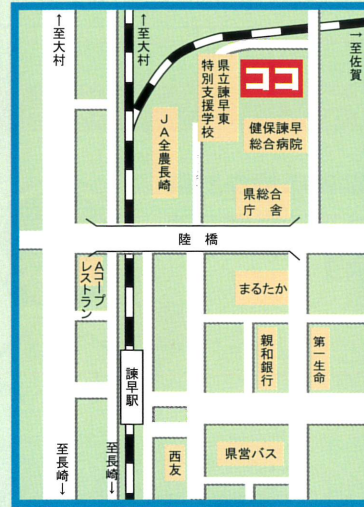 ←至大村
←至大村
→至佐賀
県立諫早東
特別支援学校
ココ
JA全農長崎
健保諫早
総合病院
県総合
庁舎
陸橋
Aコープ
レストラン
まるたか
諫早駅
親和銀行
第一生命
至長崎→
至長崎→
西友
県営バス